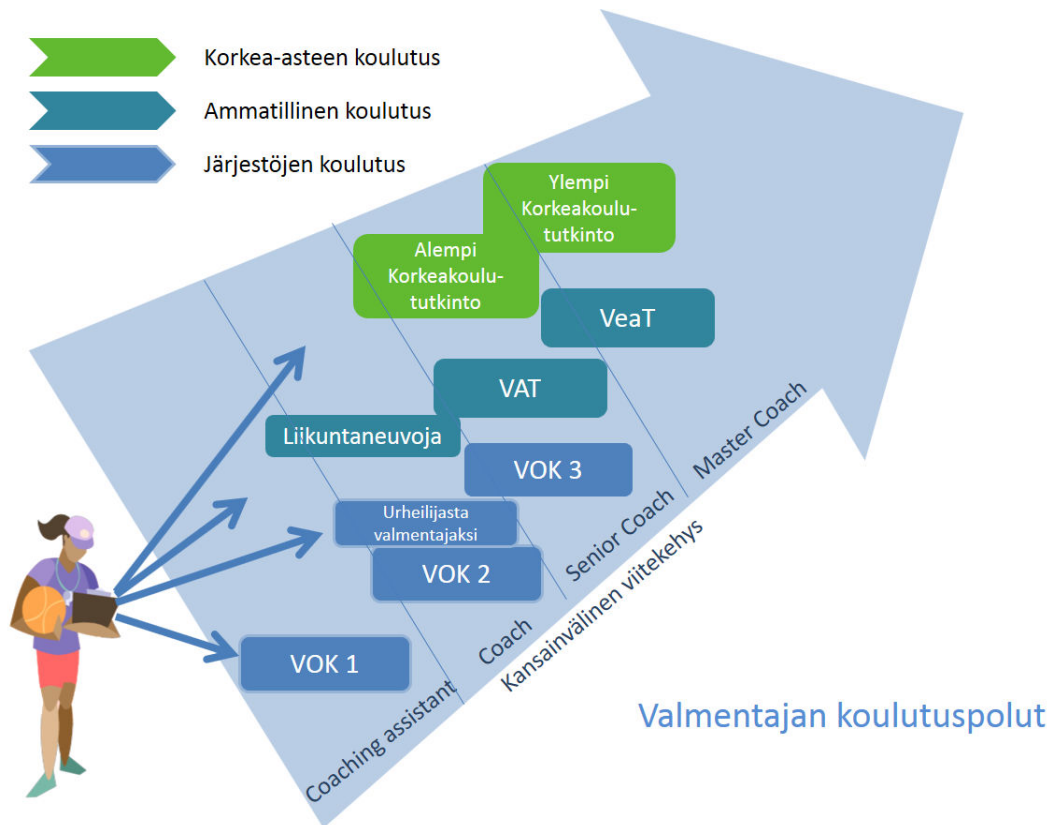 Korkea-asteen koulutus
Ammatillinen koulutus
Järjestöjen koulutus
Ylempi
Korkeakoulu-
tutkinto
Alempi
Korkeakoulu-
tutkinto
VeaT
VAT
Liikuntaneuvoja
VOK 3
Urheilijasta
valmentajaksi
VOK 2
VOK 1
Coaching assistant
Coach
Senior Coach
Master Coach
Kansainvälinen viitekehys
Valmentajan koulutuspolut